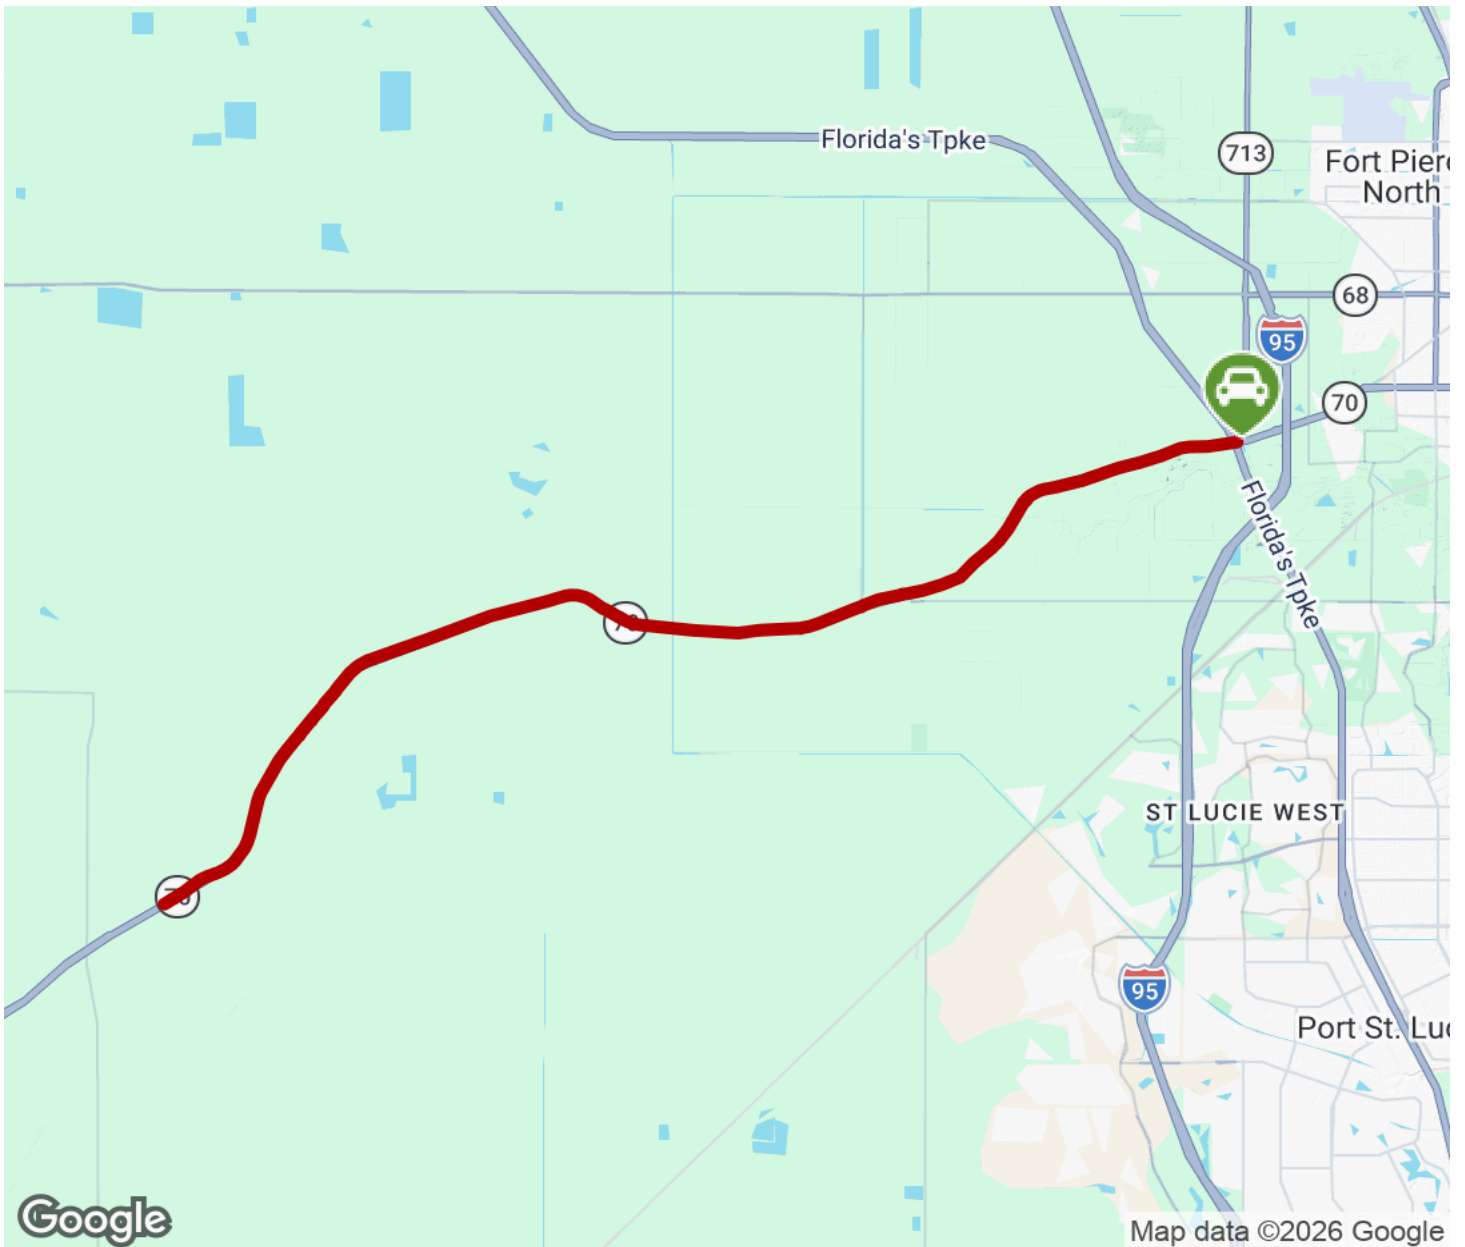 Florida's Tpke
713
Fort Pierc
North
68
95
70
Florida's Tpke
ST LUCIE WEST
95
Port St. Luc
Google
Map data ©2026 Google